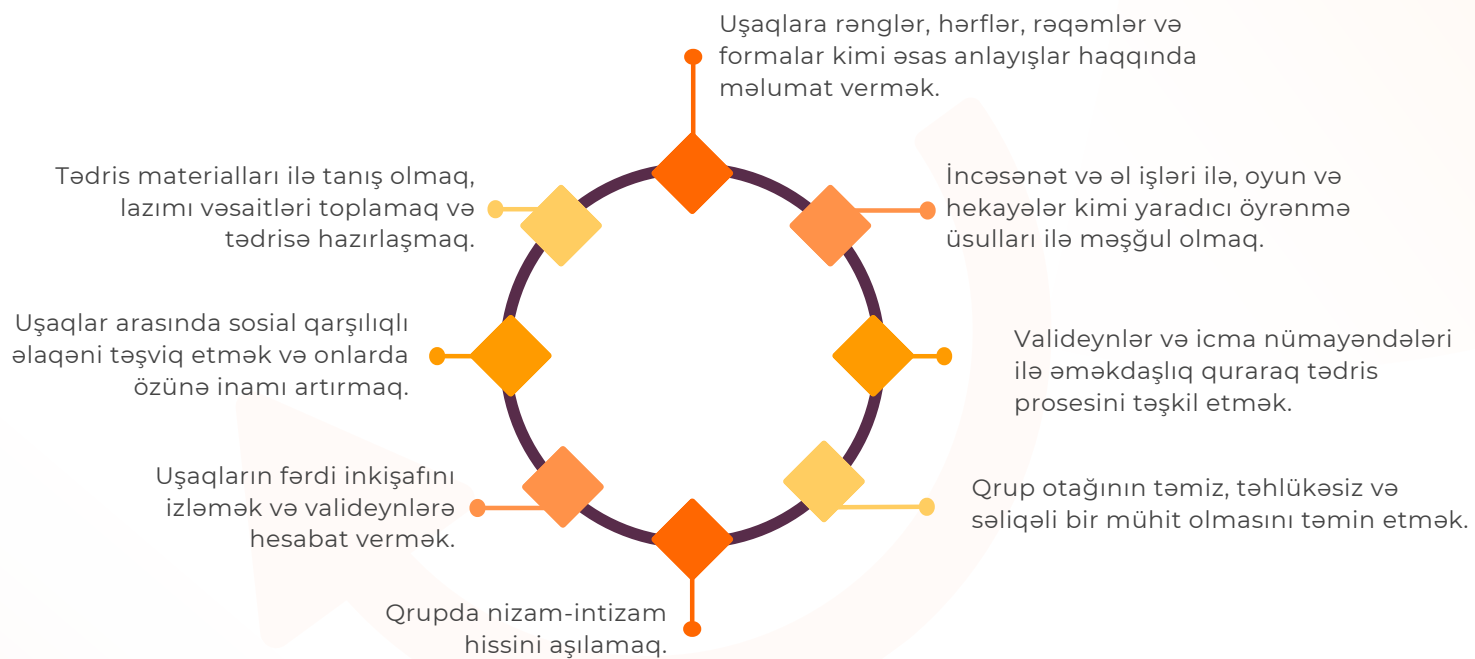 Uşaqlara rənglər, hərflər, rəqəmlər və
formalar kimi əsas anlayışlar haqqında
məlumat vermək.
İncəsənət və əl işləri ilə, oyun və
hekayələr kimi yaradıcı öyrənmə
üsulları ilə məşğul olmaq.
Valideynlər və icma nümayəndələri
ilə əməkdaşlıq quraraq tədris
prosesini təşkil etmək.
Qrup otağının təmiz, təhlükəsiz və
səliqəli bir mühit olmasını təmin etmək.
Qrupda nizam-intizam
hissini aşılamaq.
Uşaqların fərdi inkişafını
izləmək və valideynlərə
hesabat vermək.
Uşaqlar arasında sosial qarşılıqlı
əlaqəni təşviq etmək və onlarda
özünə inamı artırmaq.
Tədris materialları ilə tanış olmaq,
lazımı vəsaitləri toplamaq və
tədrisə hazırlaşmaq.